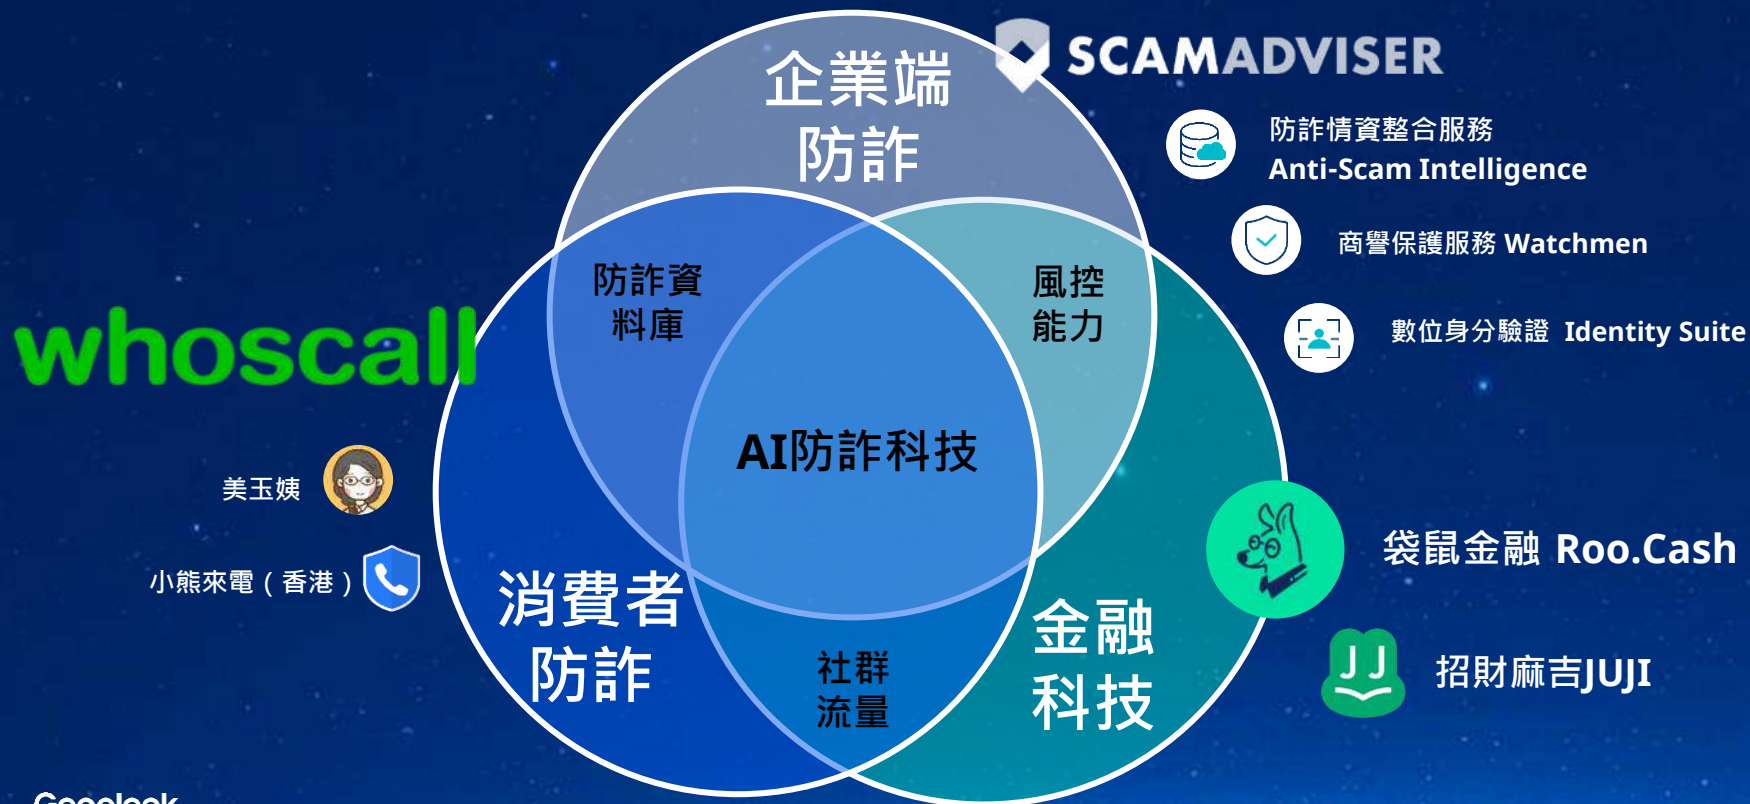 企業端
防詐
SCAMADVISER
防詐情資整合服務
Anti-Scam Intelligence
商譽保護服務 Watchmen
數位身分驗證 Identity Suite
防詐資
料庫
風控
能力
whoscall
AI防詐科技
美玉姨
小熊來電(香港)
消費者
防詐
社群
流量
金融
科技
袋鼠金融 Roo.Cash
JJ
招財麻吉JUJI